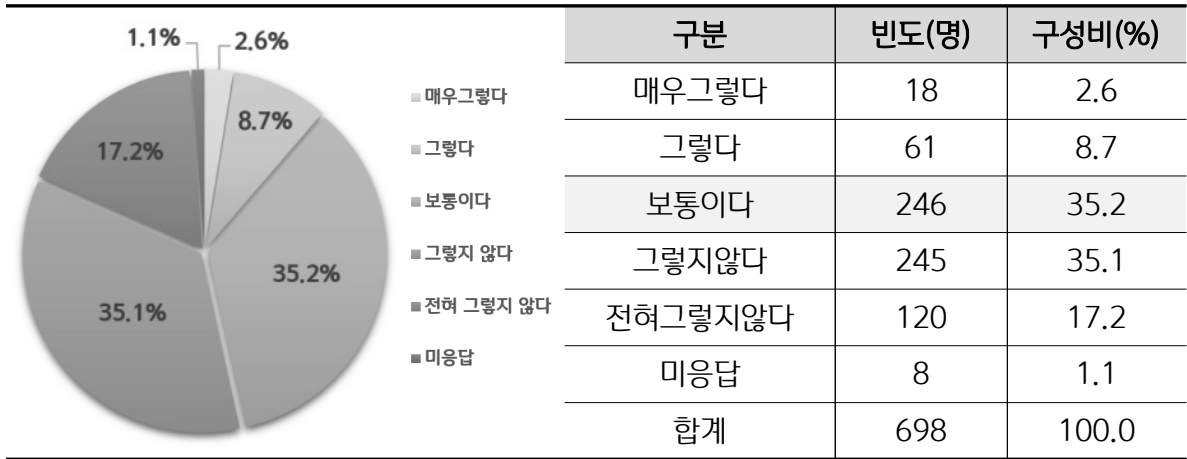 1.1%
2.6%
8.7%
17.2%
35.2%
35.1%
매우그렇다
그렇다
보통이다
그렇지 않다
전혀 그렇지 않다
미응답
구분 빈도(명) 구성비(%)
매우그렇다 18 2.6
그렇다 61 8.7
보통이다 246 35.2
그렇지않다 245 35.1
전혀그렇지않다 120 17.2
미응답 8 1.1
합계 698 100.0